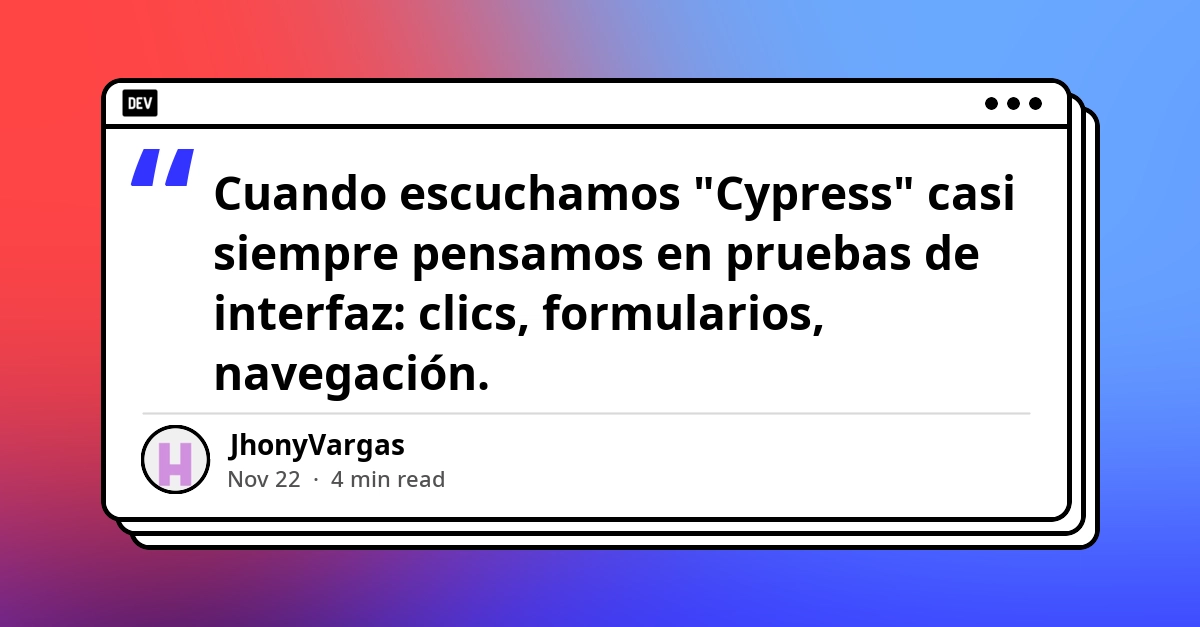 DEV
“
Cuando escuchamos "Cypress" casi
siempre pensamos en pruebas de
interfaz: clics, formularios,
navegación.
H
JhonyVargas
Nov 22 · 4 min read